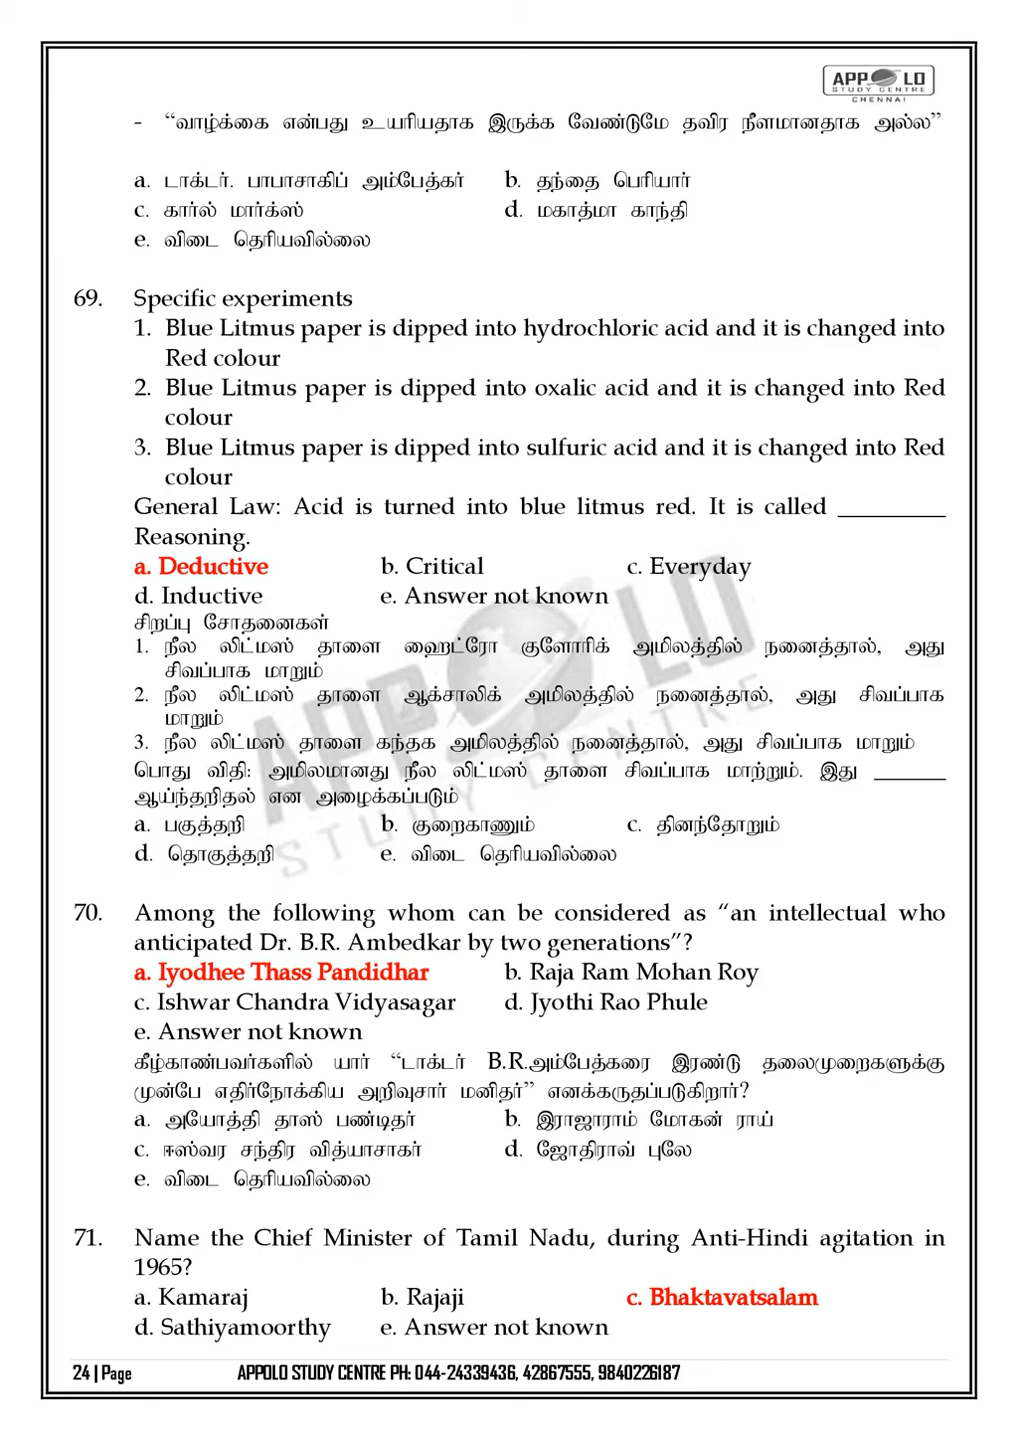 APPOLO
STUDY CENTRE
CHENNAI
- “வாழ்க்கை என்பது உயரியதாக இருக்க வேண்டுமே தவிர நீளமானதாக அல்ல”
a. டாக்டர். பாபாசாகிப் அம்பேத்கர் b. தந்தை பெரியார்
c. கார்ல் மார்க்ஸ் d. மகாத்மா காந்தி
e. விடை தெரியவில்லை
69. Specific experiments
1. Blue Litmus paper is dipped into hydrochloric acid and it is changed into
Red colour
2. Blue Litmus paper is dipped into oxalic acid and it is changed into Red
colour
3. Blue Litmus paper is dipped into sulfuric acid and it is changed into Red
colour
General Law: Acid is turned into blue litmus red. It is called _________
Reasoning.
a. Deductive b. Critical c. Everyday
d. Inductive e. Answer not known
சிறப்பு சோதனைகள்
1. நீல லிட்மஸ் தாளை ஹைட்ரோ குளோரிக் அமிலத்தில் நனைத்தால், அது
சிவப்பாக மாறும்
2. நீல லிட்மஸ் தாளை ஆக்சாலிக் அமிலத்தில் நனைத்தால், அது சிவப்பாக
மாறும்
3. நீல லிட்மஸ் தாளை கந்தக அமிலத்தில் நனைத்தால், அது சிவப்பாக மாறும்
பொது விதி: அமிலமானது நீல லிட்மஸ் தாளை சிவப்பாக மாற்றும். இது ______
ஆய்ந்தறிதல் என அழைக்கப்படும்
a. பகுத்தறி b. குறைகாணும் c. தினந்தோறும்
d. தொகுத்தறி e. விடை தெரியவில்லை
70. Among the following whom can be considered as “an intellectual who
anticipated Dr. B.R. Ambedkar by two generations”?
a. Iyodhee Thass Pandidhar b. Raja Ram Mohan Roy
c. Ishwar Chandra Vidyasagar d. Jyothi Rao Phule
e. Answer not known
கீழ்காண்பவர்களில் யார் “டாக்டர் B.R.அம்பேத்கரை இரண்டு தலைமுறைகளுக்கு
முன்பே எதிர்நோக்கிய அறிவுசார் மனிதர்” எனக்கருதப்படுகிறார்?
a. அயோத்தி தாஸ் பண்டிதர் b. இராஜாராம் மோகன் ராய்
c. ஈஸ்வர சந்திர வித்யாசாகர் d. ஜோதிராவ் புலே
e. விடை தெரியவில்லை
71. Name the Chief Minister of Tamil Nadu, during Anti-Hindi agitation in
1965?
a. Kamaraj b. Rajaji c. Bhaktavatsalam
d. Sathiyamoorthy e. Answer not known
24 | Page APPOLO STUDY CENTRE PH: 044-24339436, 42867555, 9840226187